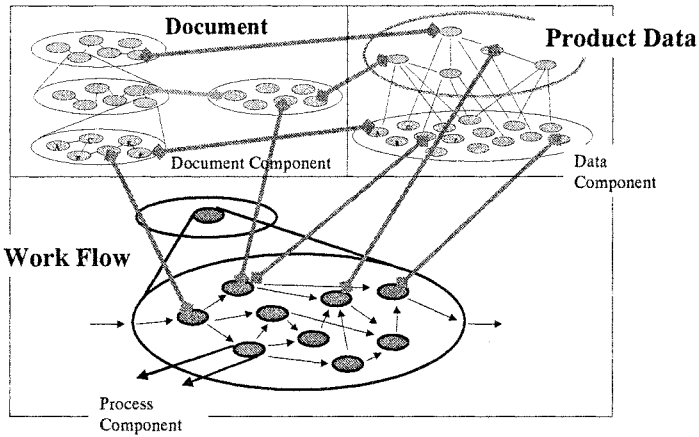 Document
Product Data
Document Component
Data
Component
Work Flow
Process
Component